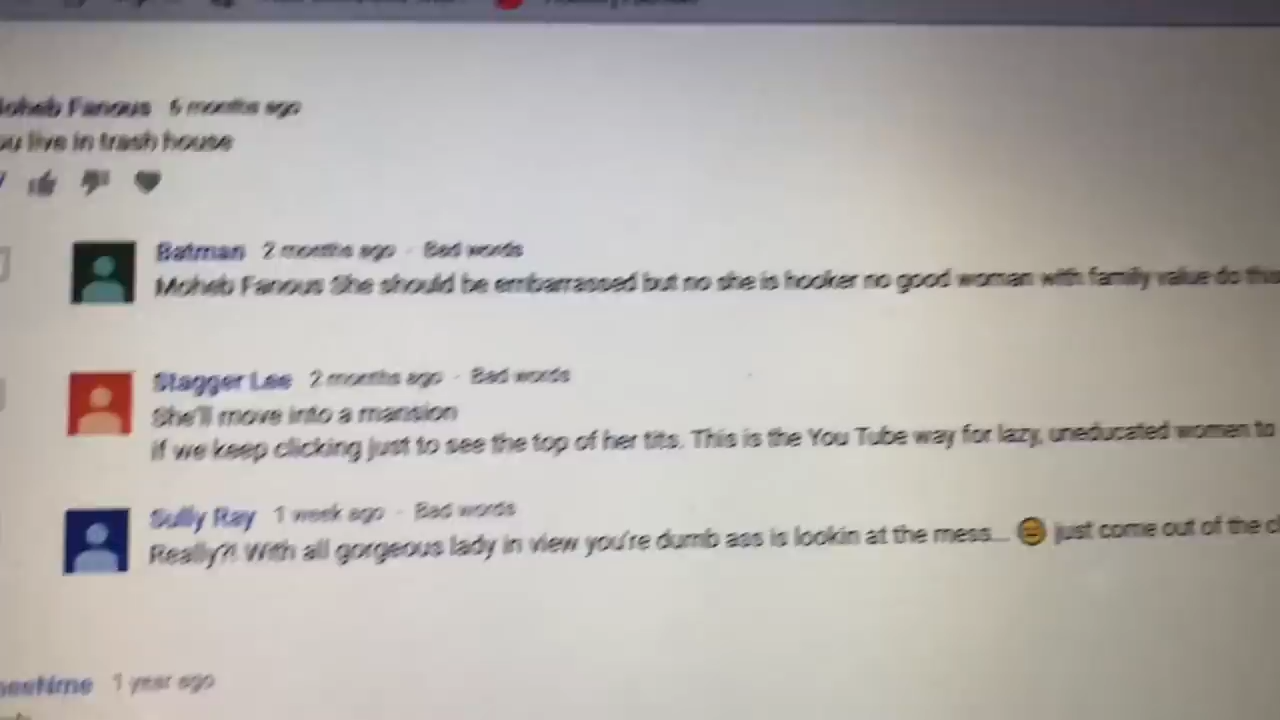 Moheb Fanous 6 months ago
ou live in trash house
Batman 2 months ago · Bad words
Moheb Fanous She should be embarrassed but no she is hooker no good woman with family value do this
Stagger Lee 2 months ago · Bad words
She'll move into a mansion
if we keep clicking just to see the top of her tits. This is the You Tube way for lazy, uneducated women to
Sully Ray 1 week ago · Bad words
Really?! With all gorgeous lady in view you're dumb ass is lookin at the mess... 😄 just come out of the
1 year ago